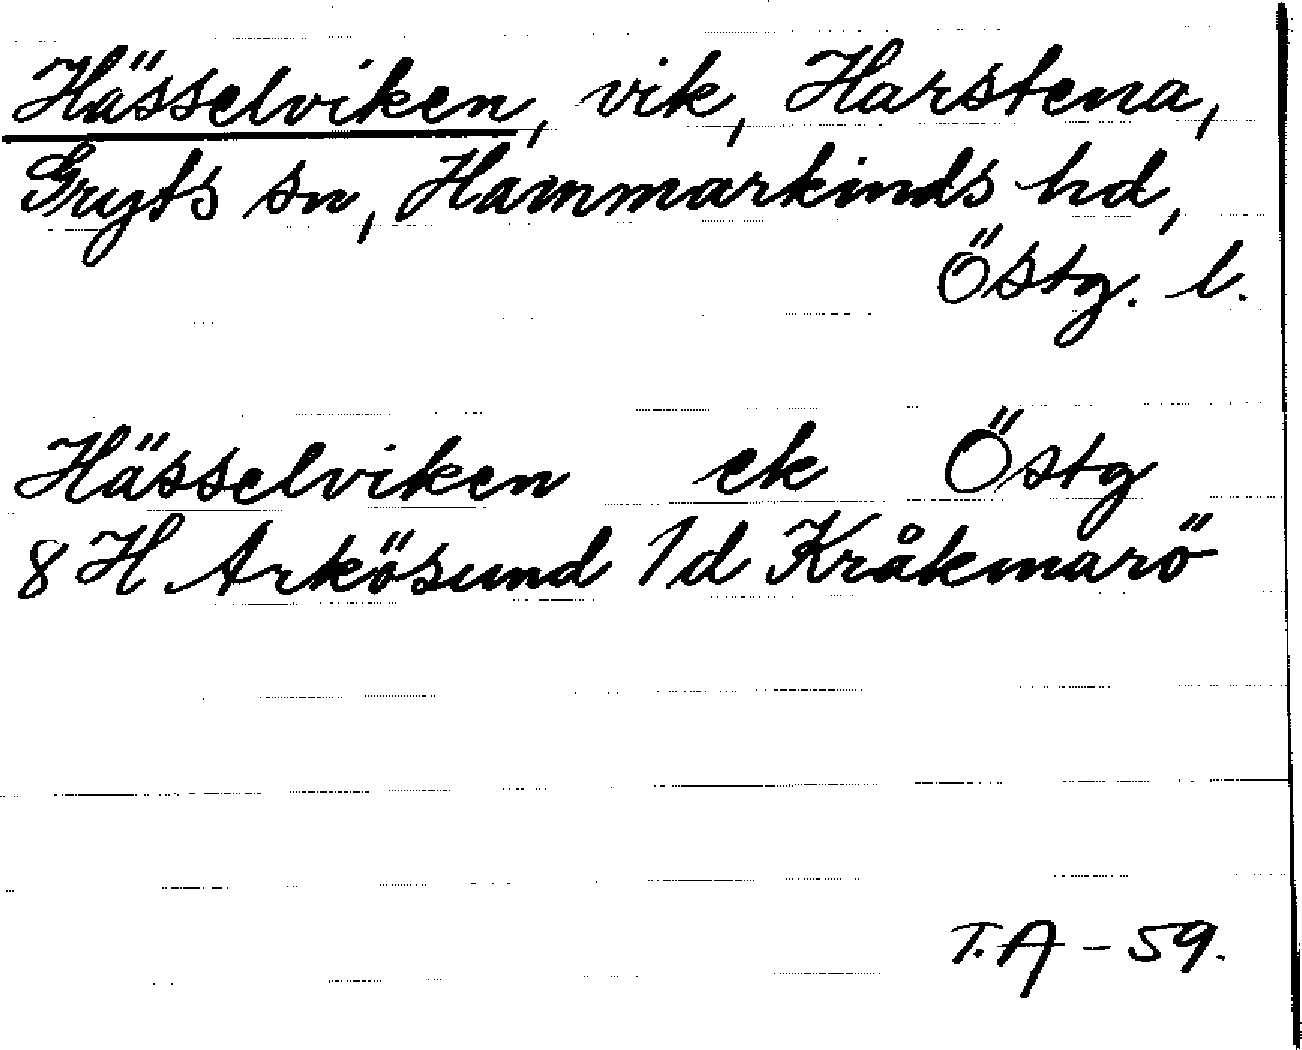 Hässelviken, vik, Harstena,
Gryts sn, Hammarkinds hd,
Östg. l.
Hässelviken ek Östg
8 H Arkösund 1d Kråkmarö
T.A - 59.